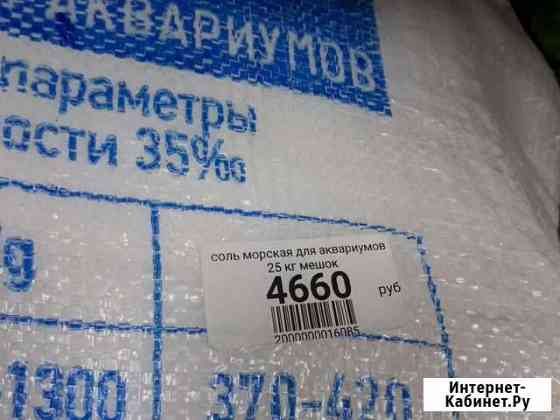 АКВАРИУМОВ
параметры
ости 35‰
g
соль морская для аквариумов
25 кг мешок
4660 руб
2000000016085
-1300
370-420
Интернет-
Кабинет.Ру